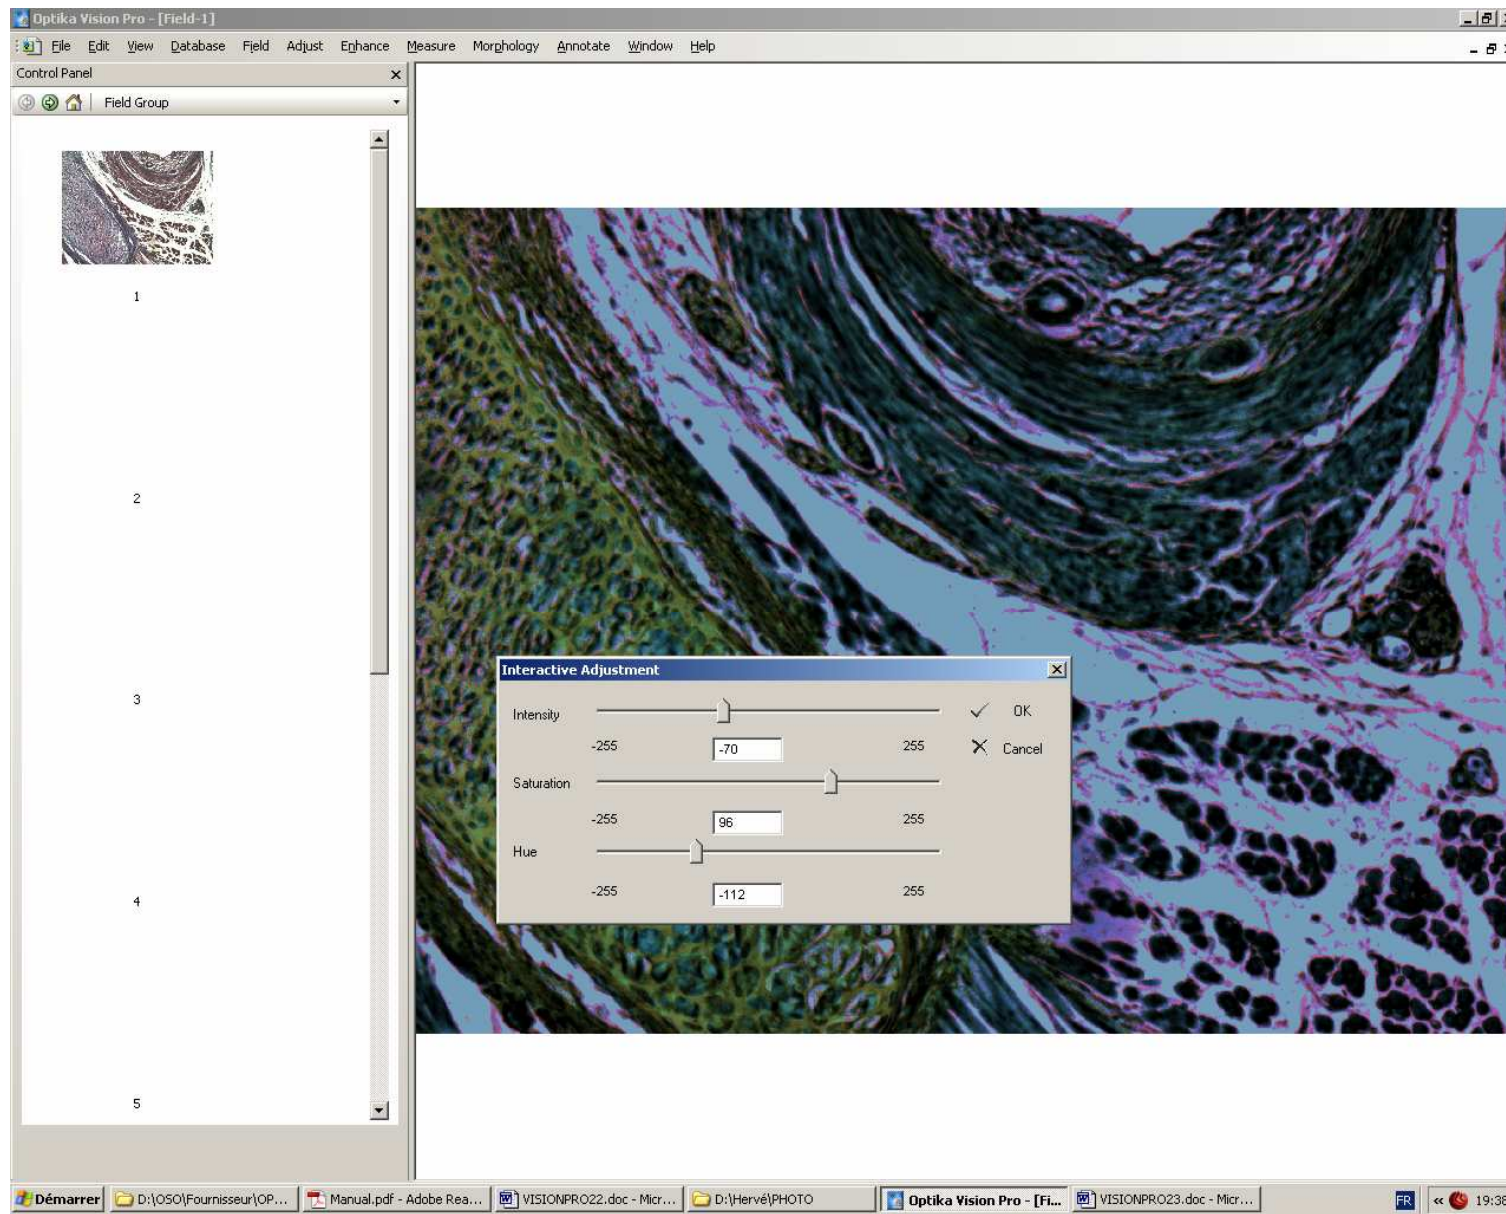 Optika Vision Pro - [Field-1]
File Edit View Database Field Adjust Enhance Measure Morphology Annotate Window Help
Control Panel
Field Group
1
2
3
4
5
Interactive Adjustment
Intensity
-255 -70 255
Saturation
-255 96 255
Hue
-255 -112 255
OK
Cancel
Démarrer D:\OSO\Fournisseur\OP... Manual.pdf - Adobe Rea... VISIONPRO22.doc - Micr... D:\Hervé\PHOTO Optika Vision Pro - [Fi... VISIONPRO23.doc - Micr... FR « 19:38